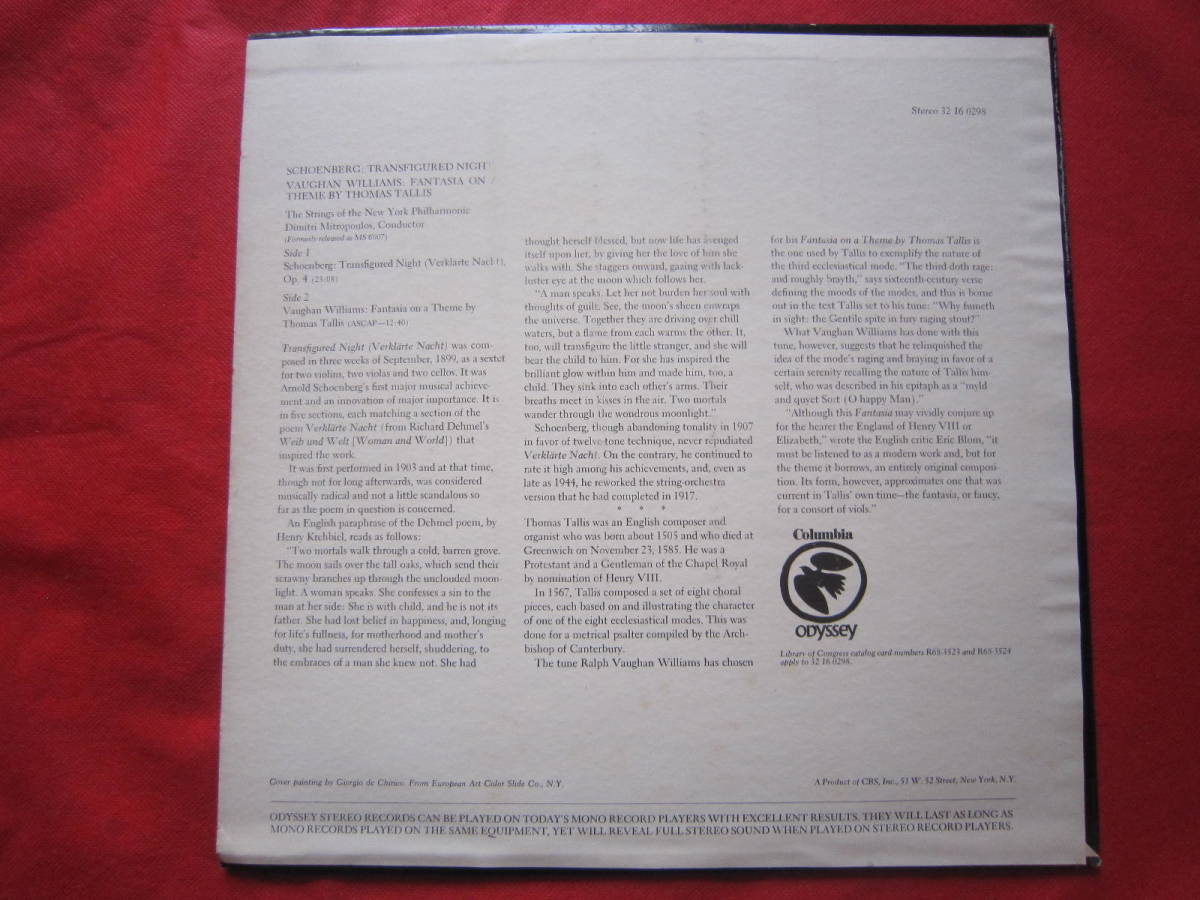 Stereo 32 16 0298
SCHOENBERG: TRANSFIGURED NIGHT
VAUGHAN WILLIAMS: FANTASIA ON
THEME BY THOMAS TALLIS
The Strings of the New York Philharmonic
Dimitri Mitropoulos, Conductor
(Formerly released as MS 6007)
Side 1
Schoenberg: Transfigured Night (Verklärte Nacht),
Op. 4 (28:08)
Side 2
Vaughan Williams: Fantasia on a Theme by
Thomas Tallis (ASCAP—12:40)
Transfigured Night (Verklärte Nacht) was com-
posed in three weeks of September, 1899, as a sextet
for two violins, two violas and two cellos. It was
Arnold Schoenberg's first major musical achieve-
ment and an innovation of major importance. It is
in five sections, each matching a section of the
poem Verklärte Nacht (from Richard Dehmel's
Weib und Welt [Woman and World]) that
inspired the work.
It was first performed in 1903 and at that time,
though not for long afterwards, was considered
musically radical and not a little scandalous so
far as the poem in question is concerned.
An English paraphrase of the Dehmel poem, by
Henry Krehbiel, reads as follows:
"Two mortals walk through a cold, barren grove.
The moon sails over the tall oaks, which send their
scrawny branches up through the unclouded moon-
light. A woman speaks. She confesses a sin to the
man at her side: She is with child, and he is not its
father. She had lost belief in happiness, and, longing
for life's fullness, for motherhood and mother's
duty, she had surrendered herself, shuddering, to
the embraces of a man she knew not. She had
thought herself blessed, but now life has avenged
itself upon her, by giving her the love of him she
walks with. She staggers onward, gazing with lack-
luster eye at the moon which follows her.
"A man speaks. Let her not burden her soul with
thoughts of guilt. See, the moon's sheen enwraps
the universe. Together they are driving over chill
waters, but a flame from each warms the other. It,
too, will transfigure the little stranger, and she will
bear the child to him. For she has inspired the
brilliant glow within him and made him, too, a
child. They sink into each other's arms. Their
breaths meet in kisses in the air. Two mortals
wander through the wondrous moonlight."
Schoenberg, though abandoning tonality in 1907
in favor of twelve-tone technique, never repudiated
Verklärte Nacht. On the contrary, he continued to
rate it high among his achievements, and, even as
late as 1944, he reworked the string-orchestra
version that he had completed in 1917.
* * *
Thomas Tallis was an English composer and
organist who was born about 1505 and who died at
Greenwich on November 23, 1585. He was a
Protestant and a Gentleman of the Chapel Royal
by nomination of Henry VIII.
In 1567, Tallis composed a set of eight choral
pieces, each based on and illustrating the character
of one of the eight ecclesiastical modes. This was
done for a metrical psalter compiled by the Arch-
bishop of Canterbury.
The tune Ralph Vaughan Williams has chosen
for his Fantasia on a Theme by Thomas Tallis is
the one used by Tallis to exemplify the nature of
the third ecclesiastical mode. "The third doth rage:
and roughly brayth," says sixteenth-century verse
defining the moods of the modes, and this is borne
out in the text Tallis set to his tune: "Why fumeth
in sight: the Gentile spite in fury raging stout?"
What Vaughan Williams has done with this
tune, however, suggests that he relinquished the
idea of the mode's raging and braying in favor of a
certain serenity recalling the nature of Tallis him-
self, who was described in his epitaph as a "myld
and quyet Sort (O happy Man)."
"Although this Fantasia may vividly conjure up
for the hearer the England of Henry VIII or
Elizabeth," wrote the English critic Eric Blom, "it
must be listened to as a modern work and, but for
the theme it borrows, an entirely original composi-
tion. Its form, however, approximates one that was
current in Tallis' own time—the fantasia, or fancy,
for a consort of viols."
Columbia
ODYSSEY
Library of Congress catalog card numbers R68-3523 and R68-3524
apply to 32 16 0298.
Cover painting by Giorgio de Chirico. From European Art Color Slide Co., N.Y.
A Product of CBS, Inc., 51 W. 52 Street, New York, N.Y.
ODYSSEY STEREO RECORDS CAN BE PLAYED ON TODAY'S MONO RECORD PLAYERS WITH EXCELLENT RESULTS. THEY WILL LAST AS LONG AS
MONO RECORDS PLAYED ON THE SAME EQUIPMENT, YET WILL REVEAL FULL STEREO SOUND WHEN PLAYED ON STEREO RECORD PLAYERS.